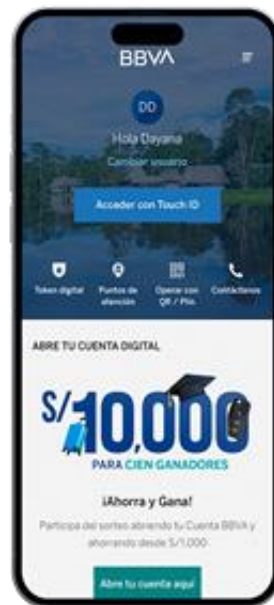 BBVA
DD
Hola Dayana
Cambiar usuario
Acceder con Touch ID
Token digital
Puntos de
atención
Operar con
QR / Plin
Contáctenos
ABRE TU CUENTA DIGITAL
S/10,000
PARA CIEN GANADORES
¡Ahorra y Gana!
Participa del sorteo abriendo tu Cuenta BBVA y
ahorrando desde S/1,000
Abre tu cuenta aquí